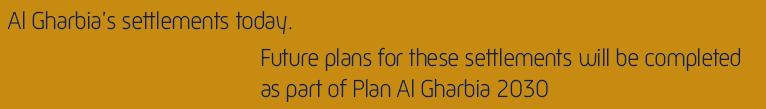 Al Gharbia's settlements today.
Future plans for these settlements will be completed
as part of Plan Al Gharbia 2030